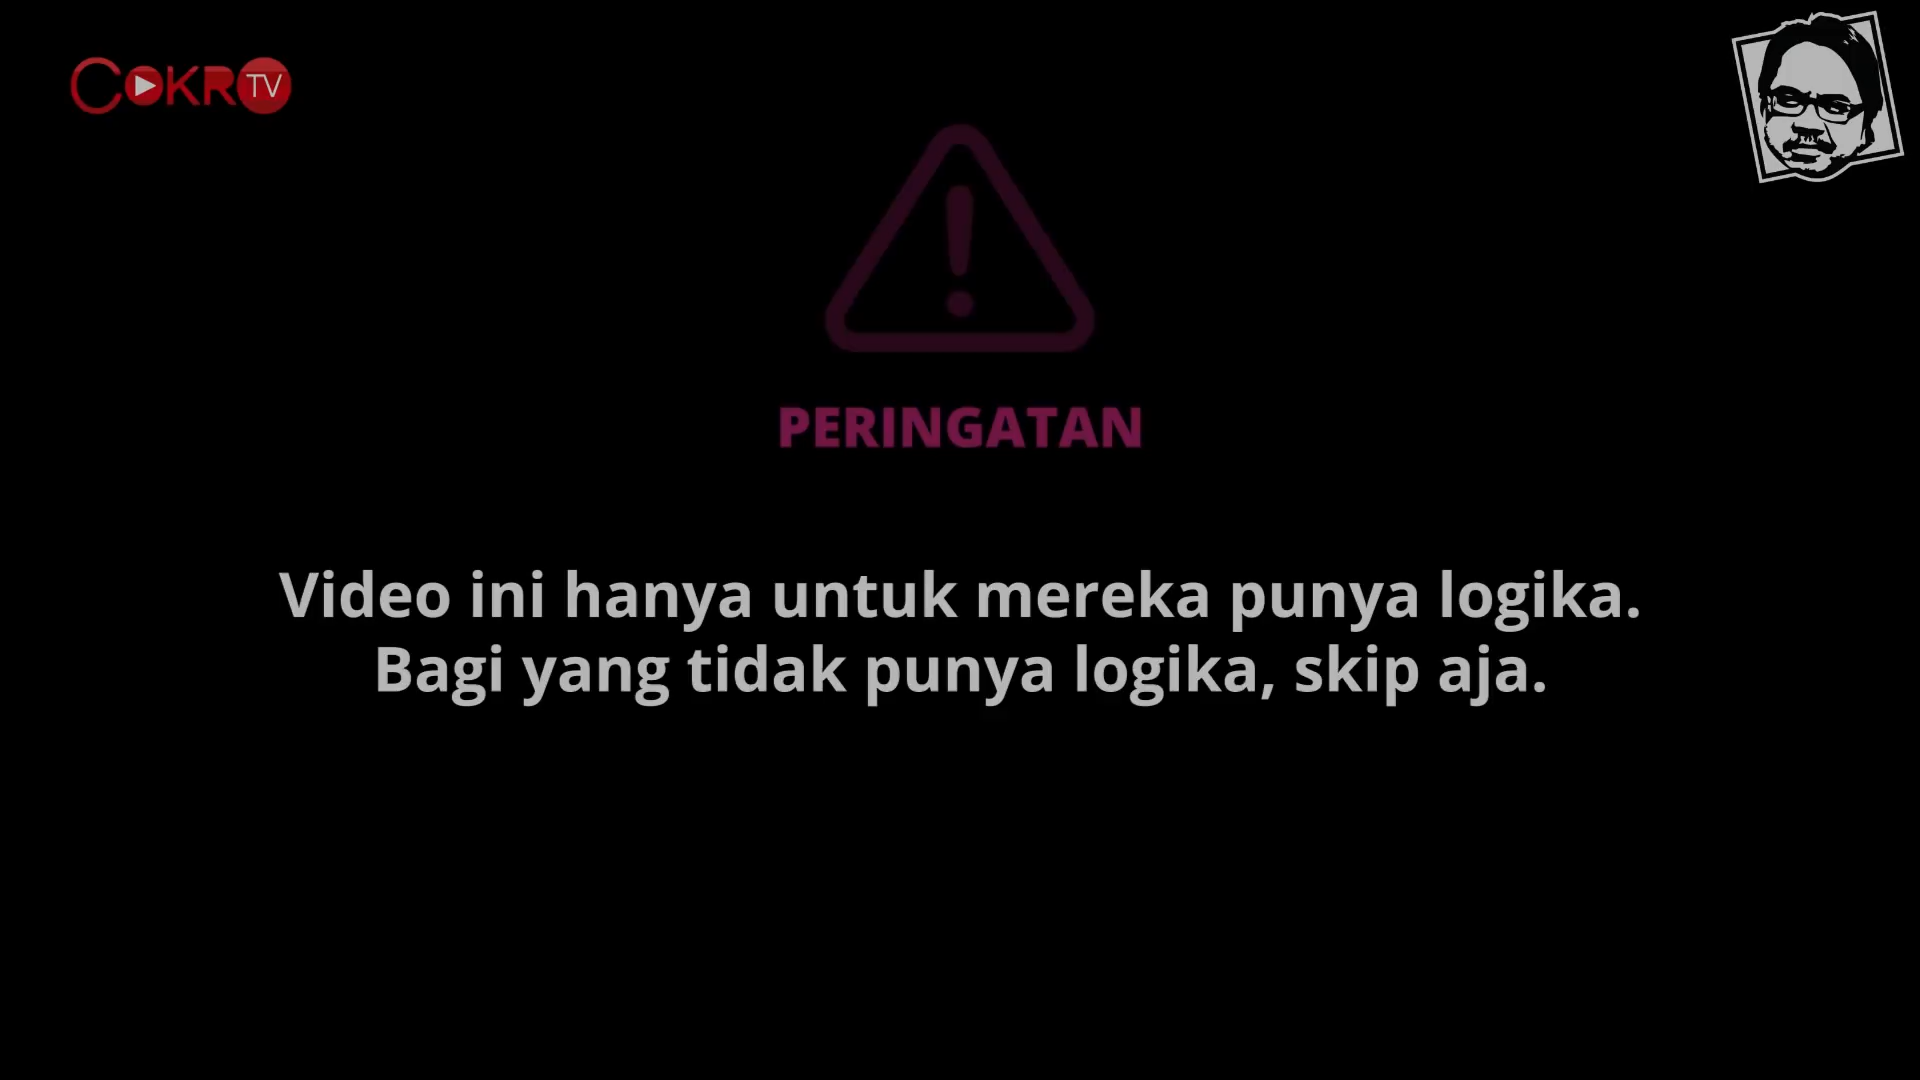 COKRO TV
PERINGATAN
Video ini hanya untuk mereka punya logika.
Bagi yang tidak punya logika, skip aja.